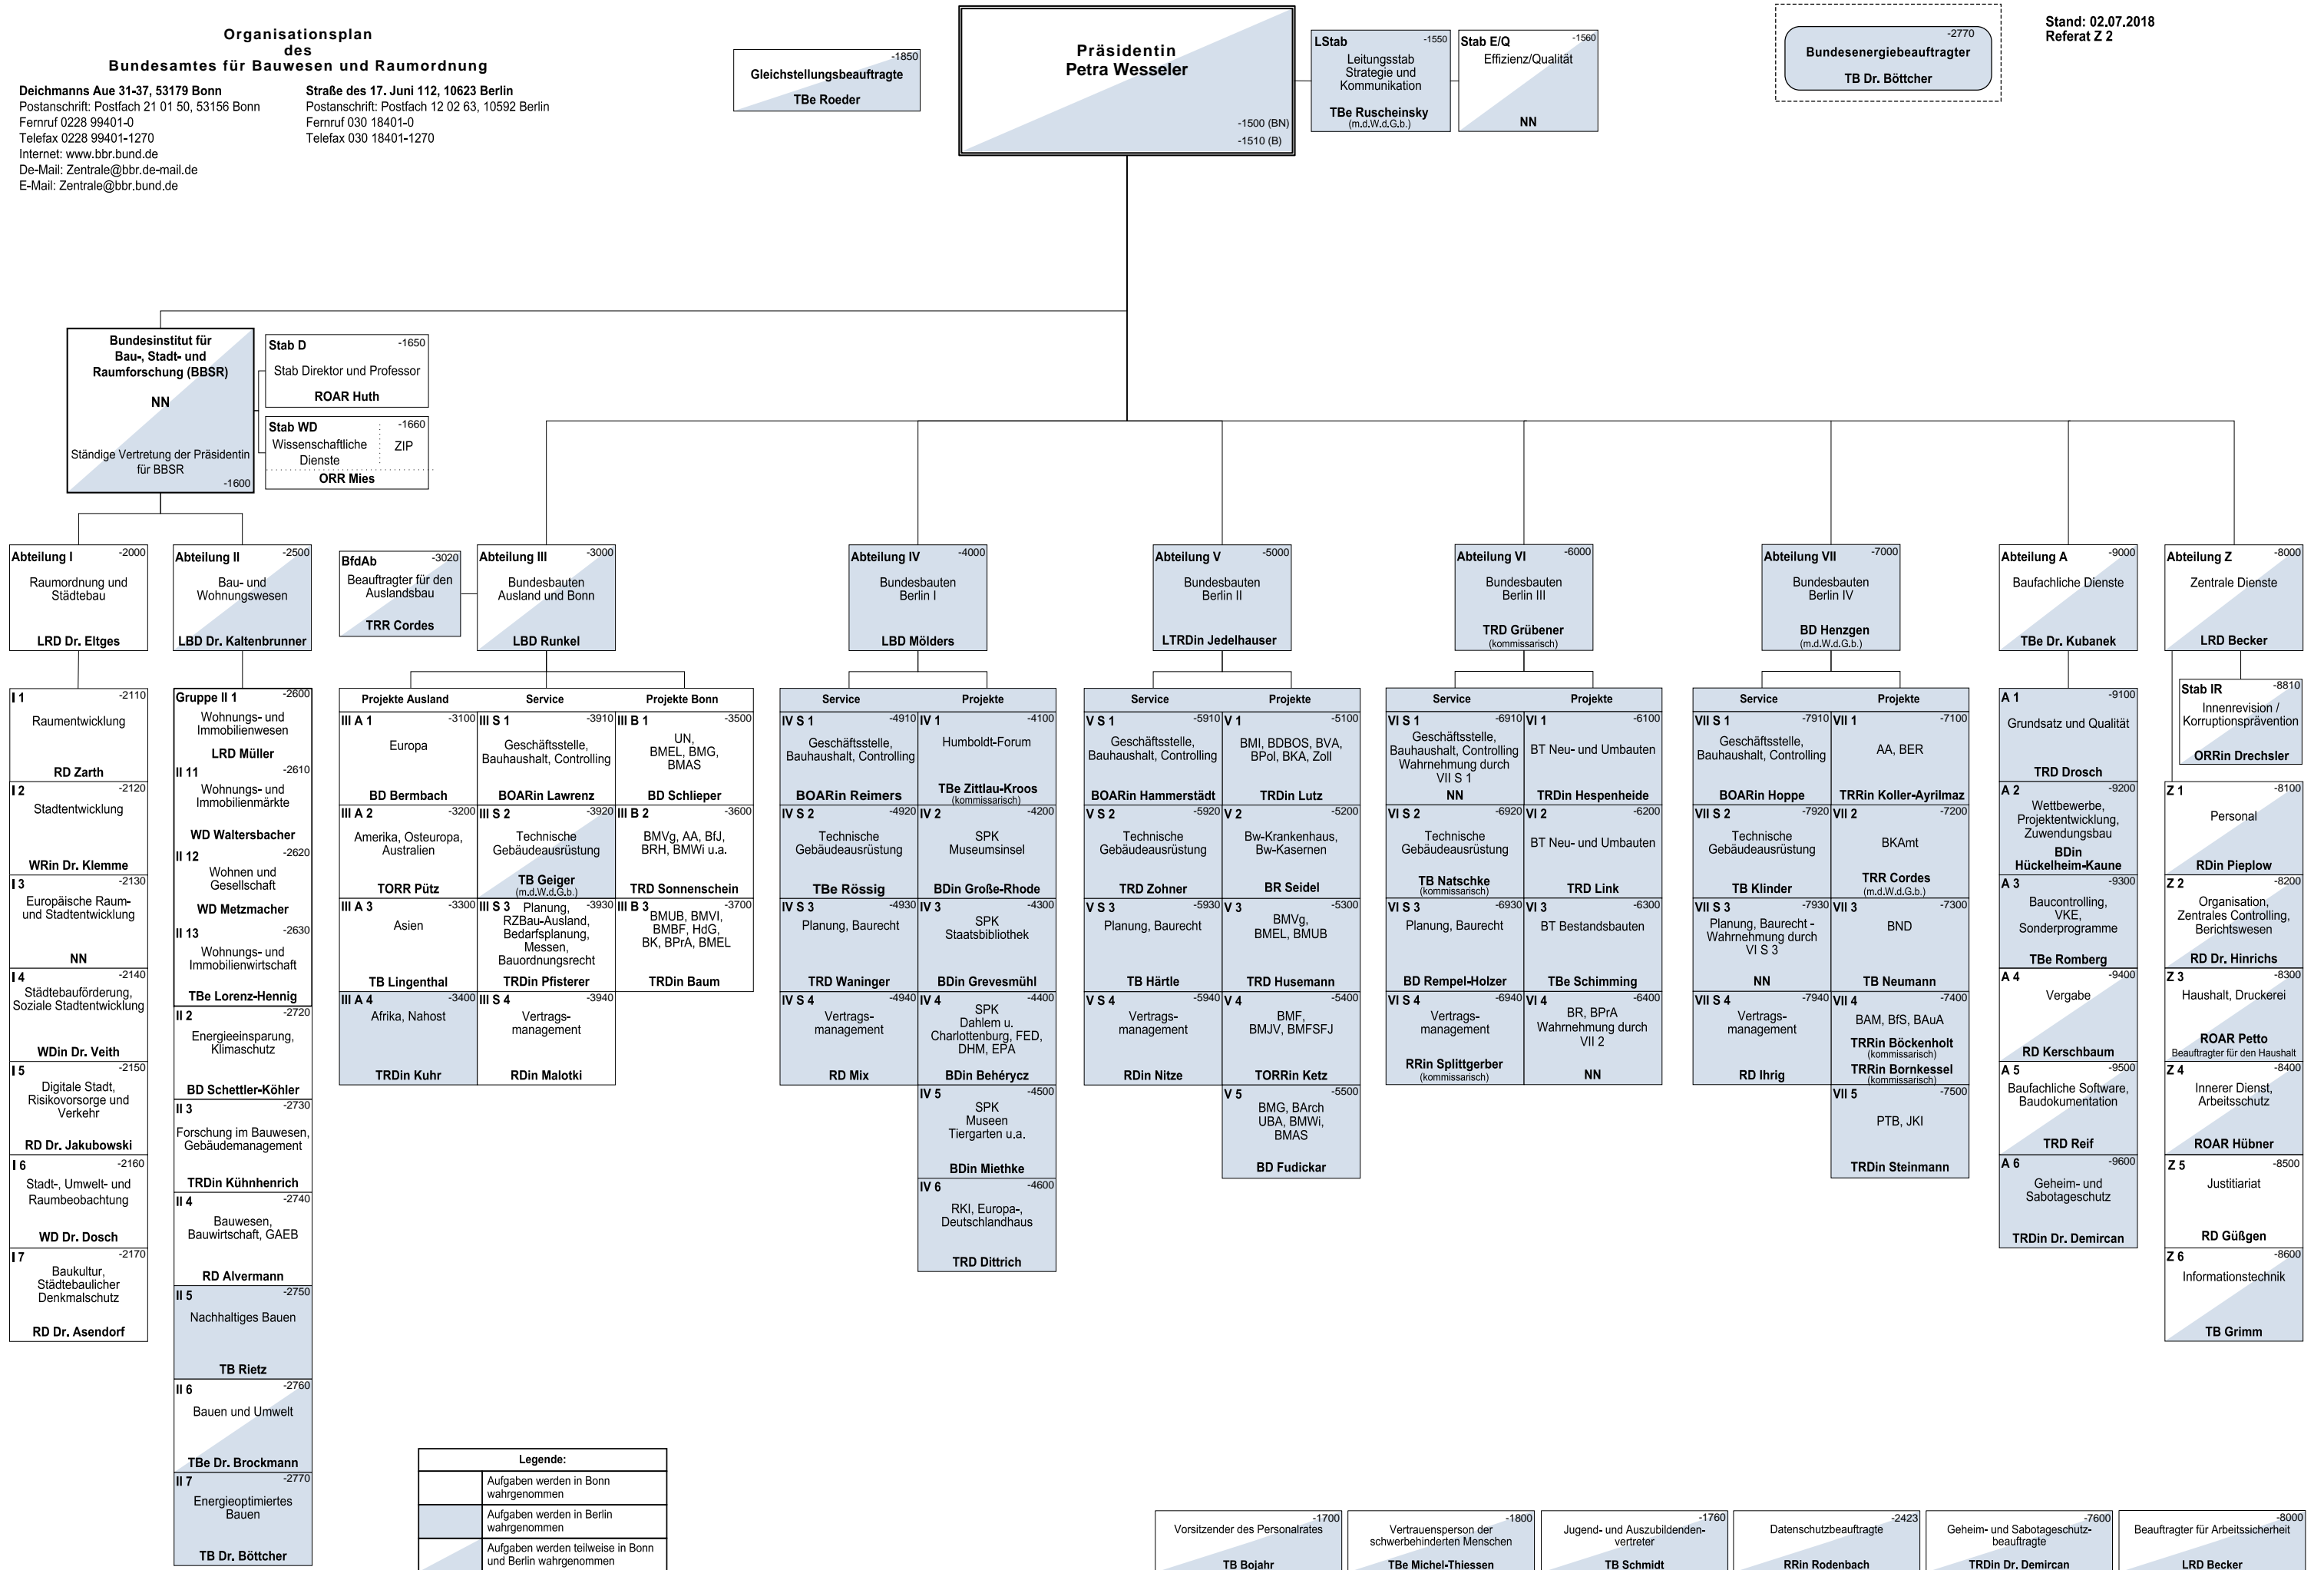 Organisationsplan
des
Bundesamtes für Bauwesen und Raumordnung
Deichmanns Aue 31-37, 53179 Bonn
Postanschrift: Postfach 21 01 50, 53156 Bonn
Fernruf 0228 99401-0
Telefax 0228 99401-1270
Internet: www.bbr.bund.de
De-Mail: Zentrale@bbr.de-mail.de
E-Mail: Zentrale@bbr.bund.de
Straße des 17. Juni 112, 10623 Berlin
Postanschrift: Postfach 12 02 63, 10592 Berlin
Fernruf 030 18401-0
Telefax 030 18401-1270
-1850
Gleichstellungsbeauftragte
TBe Roeder
Präsidentin
Petra Wesseler
-1500 (BN)
-1510 (B)
LStab -1550
Leitungsstab
Strategie und
Kommunikation
TBe Ruscheinsky
(m.d.W.d.G.b.)
Stab E/Q -1560
Effizienz/Qualität
NN
-2770
Bundesenergiebeauftragter
TB Dr. Böttcher
Stand: 02.07.2018
Referat Z 2
Bundesinstitut für
Bau-, Stadt- und
Raumforschung (BBSR)
NN
Ständige Vertretung der Präsidentin
für BBSR
-1600
Stab D -1650
Stab Direktor und Professor
ROAR Huth
Stab WD -1660
Wissenschaftliche ZIP
Dienste
ORR Mies
Abteilung I -2000
Raumordnung und
Städtebau
LRD Dr. Eltges
I 1 -2110
Raumentwicklung
RD Zarth
I 2 -2120
Stadtentwicklung
WRin Dr. Klemme
I 3 -2130
Europäische Raum-
und Stadtentwicklung
NN
I 4 -2140
Städtebauförderung,
Soziale Stadtentwicklung
WDin Dr. Veith
I 5 -2150
Digitale Stadt,
Risikovorsorge und
Verkehr
RD Dr. Jakubowski
I 6 -2160
Stadt-, Umwelt- und
Raumbeobachtung
WD Dr. Dosch
I 7 -2170
Baukultur,
Städtebaulicher
Denkmalschutz
RD Dr. Asendorf
Abteilung II -2500
Bau- und
Wohnungswesen
LBD Dr. Kaltenbrunner
Gruppe II 1 -2600
Wohnungs- und
Immobilienwesen
LRD Müller
II 11 -2610
Wohnungs- und
Immobilienmärkte
WD Waltersbacher
II 12 -2620
Wohnen und
Gesellschaft
WD Metzmacher
II 13 -2630
Wohnungs- und
Immobilienwirtschaft
TBe Lorenz-Hennig
II 2 -2720
Energieeinsparung,
Klimaschutz
BD Schettler-Köhler
II 3 -2730
Forschung im Bauwesen,
Gebäudemanagement
TRDin Kühnhenrich
II 4 -2740
Bauwesen,
Bauwirtschaft, GAEB
RD Alvermann
II 5 -2750
Nachhaltiges Bauen
TB Rietz
II 6 -2760
Bauen und Umwelt
TBe Dr. Brockmann
II 7 -2770
Energieoptimiertes
Bauen
TB Dr. Böttcher
BfdAb -3020
Beauftragter für den
Auslandsbau
TRR Cordes
Abteilung III -3000
Bundesbauten
Ausland und Bonn
LBD Runkel
Projekte Ausland
III A 1 -3100
Europa
BD Bermbach
III A 2 -3200
Amerika, Osteuropa,
Australien
TORR Pütz
III A 3 -3300
Asien
TB Lingenthal
III A 4 -3400
Afrika, Nahost
TRDin Kuhr
Service
III S 1 -3910
Geschäftsstelle,
Bauhaushalt, Controlling
BOARin Lawrenz
III S 2 -3920
Technische
Gebäudeausrüstung
TB Geiger
(m.d.W.d.G.b.)
III S 3 -3930
Planung,
RZBau-Ausland,
Bedarfsplanung,
Messen,
Bauordnungsrecht
TRDin Pfisterer
III S 4 -3940
Vertrags-
management
RDin Malotki
Projekte Bonn
III B 1 -3500
UN,
BMEL, BMG,
BMAS
BD Schlieper
III B 2 -3600
BMVg, AA, BfJ,
BRH, BMWi u.a.
TRD Sonnenschein
III B 3 -3700
BMUB, BMVI,
BMBF, HdG,
BK, BPrA, BMEL
TRDin Baum
Abteilung IV -4000
Bundesbauten
Berlin I
LBD Mölders
Service
IV S 1 -4910
Geschäftsstelle,
Bauhaushalt, Controlling
BOARin Reimers
IV S 2 -4920
Technische
Gebäudeausrüstung
TBe Rössig
IV S 3 -4930
Planung, Baurecht
TRD Waninger
IV S 4 -4940
Vertrags-
management
RD Mix
Projekte
IV 1 -4100
Humboldt-Forum
TBe Zittlau-Kroos
(kommissarisch)
IV 2 -4200
SPK
Museumsinsel
BDin Große-Rhode
IV 3 -4300
SPK
Staatsbibliothek
BDin Grevesmühl
IV 4 -4400
SPK
Dahlem u.
Charlottenburg, FED,
DHM, EPA
BDin Behérycz
IV 5 -4500
SPK
Museen
Tiergarten u.a.
BDin Miethke
IV 6 -4600
RKI, Europa-,
Deutschlandhaus
TRD Dittrich
Abteilung V -5000
Bundesbauten
Berlin II
LTRDin Jedelhauser
Service
V S 1 -5910
Geschäftsstelle,
Bauhaushalt, Controlling
BOARin Hammerstädt
V S 2 -5920
Technische
Gebäudeausrüstung
TRD Zohner
V S 3 -5930
Planung, Baurecht
TB Härtle
V S 4 -5940
Vertrags-
management
RDin Nitze
Projekte
V 1 -5100
BMI, BDBOS, BVA,
BPol, BKA, Zoll
TRDin Lutz
V 2 -5200
Bw-Krankenhaus,
Bw-Kasernen
BR Seidel
V 3 -5300
BMVg,
BMEL, BMUB
TRD Husemann
V 4 -5400
BMF,
BMJV, BMFSFJ
TORRin Ketz
V 5 -5500
BMG, BArch
UBA, BMWi,
BMAS
BD Fudickar
Abteilung VI -6000
Bundesbauten
Berlin III
TRD Grübener
(kommissarisch)
Service
VI S 1 -6910
Geschäftsstelle,
Bauhaushalt, Controlling
Wahrnehmung durch
VII S 1
NN
VI S 2 -6920
Technische
Gebäudeausrüstung
TB Natschke
(kommissarisch)
VI S 3 -6930
Planung, Baurecht
BD Rempel-Holzer
VI S 4 -6940
Vertrags-
management
RRin Splittgerber
(kommissarisch)
Projekte
VI 1 -6100
BT Neu- und Umbauten
TRDin Hespenheide
VI 2 -6200
BT Neu- und Umbauten
TRD Link
VI 3 -6300
BT Bestandsbauten
TBe Schimming
VI 4 -6400
BR, BPrA
Wahrnehmung durch
VII 2
NN
Abteilung VII -7000
Bundesbauten
Berlin IV
BD Henzgen
(m.d.W.d.G.b.)
Service
VII S 1 -7910
Geschäftsstelle,
Bauhaushalt, Controlling
BOARin Hoppe
VII S 2 -7920
Technische
Gebäudeausrüstung
TB Klinder
VII S 3 -7930
Planung, Baurecht -
Wahrnehmung durch
VI S 3
NN
VII S 4 -7940
Vertrags-
management
RD Ihrig
Projekte
VII 1 -7100
AA, BER
TRRin Koller-Ayrilmaz
VII 2 -7200
BKAmt
TRR Cordes
(m.d.W.d.G.b.)
VII 3 -7300
BND
TB Neumann
VII 4 -7400
BAM, BfS, BAuA
TRRin Böckenholt
(kommissarisch)
TRRin Bornkessel
(kommissarisch)
VII 5 -7500
PTB, JKI
TRDin Steinmann
Abteilung A -9000
Baufachliche Dienste
TBe Dr. Kubanek
A 1 -9100
Grundsatz und Qualität
TRD Drosch
A 2 -9200
Wettbewerbe,
Projektentwicklung,
Zuwendungsbau
BDin
Hückelheim-Kaune
A 3 -9300
Baucontrolling,
VKE,
Sonderprogramme
TBe Romberg
A 4 -9400
Vergabe
RD Kerschbaum
A 5 -9500
Baufachliche Software,
Baudokumentation
TRD Reif
A 6 -9600
Geheim- und
Sabotageschutz
TRDin Dr. Demircan
Abteilung Z -8000
Zentrale Dienste
LRD Becker
Stab IR -8810
Innenrevision /
Korruptionsprävention
ORRin Drechsler
Z 1 -8100
Personal
RDin Pieplow
Z 2 -8200
Organisation,
Zentrales Controlling,
Berichtswesen
RD Dr. Hinrichs
Z 3 -8300
Haushalt, Druckerei
ROAR Petto
Beauftragter für den Haushalt
Z 4 -8400
Innerer Dienst,
Arbeitsschutz
ROAR Hübner
Z 5 -8500
Justitiariat
RD Güßgen
Z 6 -8600
Informationstechnik
TB Grimm
Legende:
Aufgaben werden in Bonn
wahrgenommen
Aufgaben werden in Berlin
wahrgenommen
Aufgaben werden teilweise in Bonn
und Berlin wahrgenommen
-1700
Vorsitzender des Personalrates
TB Bojahr
-1800
Vertrauensperson der
schwerbehinderten Menschen
TBe Michel-Thiessen
-1760
Jugend- und Auszubildenden-
vertreter
TB Schmidt
-2423
Datenschutzbeauftragte
RRin Rodenbach
-7600
Geheim- und Sabotageschutz-
beauftragte
TRDin Dr. Demircan
-8000
Beauftragter für Arbeitssicherheit
LRD Becker